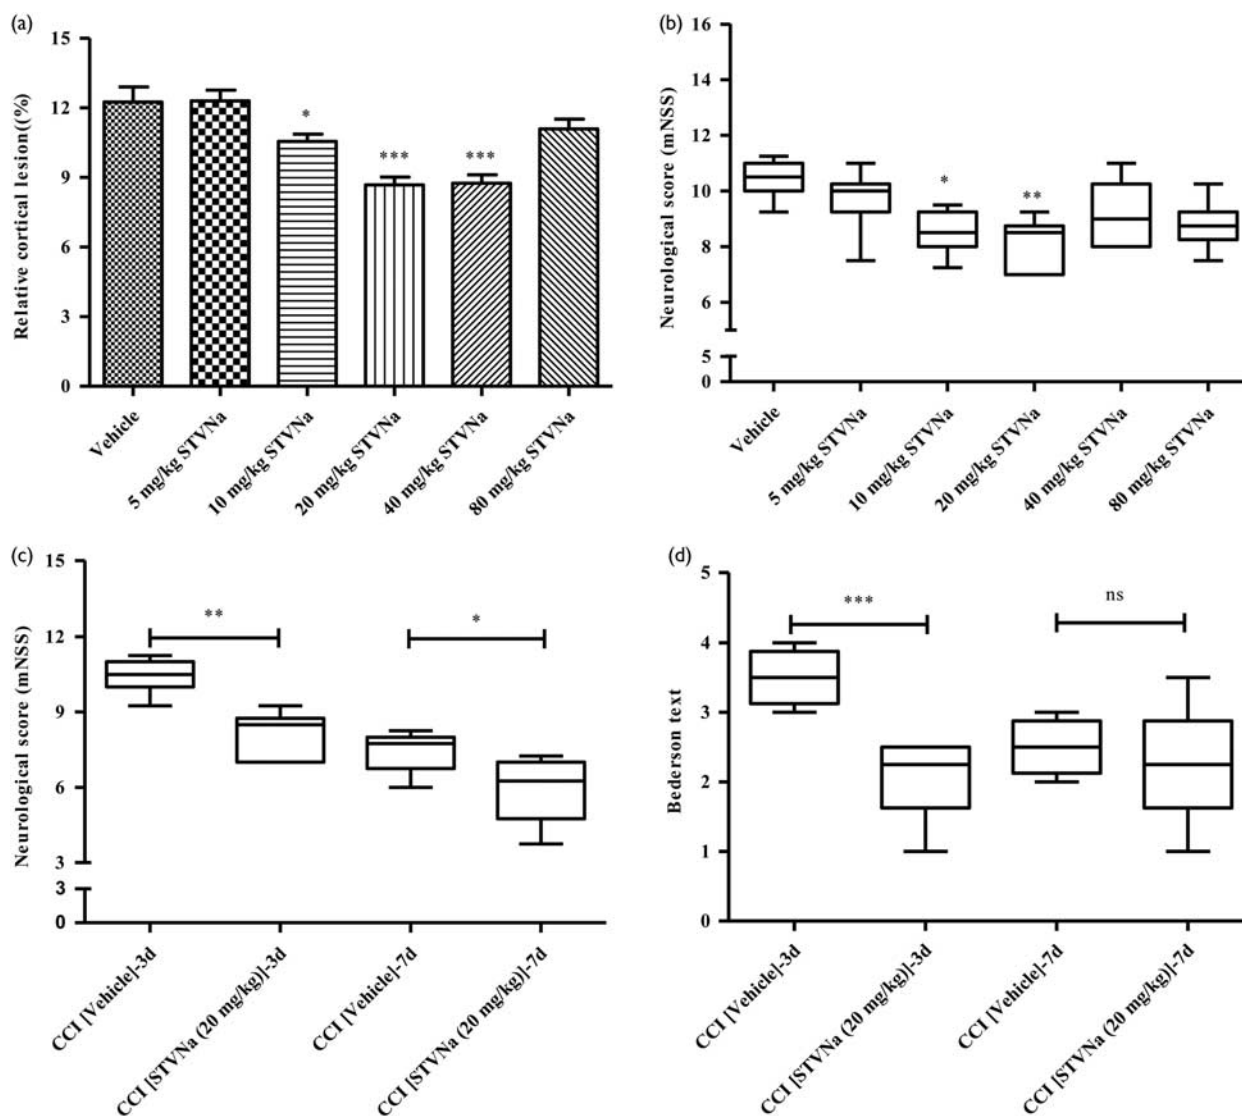 (a)
15
12
9
6
3
0
Relative cortical lesion((%)
*
***
***
Vehicle
5 mg/kg STVNa
10 mg/kg STVNa
20 mg/kg STVNa
40 mg/kg STVNa
80 mg/kg STVNa
(b)
16
14
12
10
8
6
5
0
Neurological score (mNSS)
*
**
Vehicle
5 mg/kg STVNa
10 mg/kg STVNa
20 mg/kg STVNa
40 mg/kg STVNa
80 mg/kg STVNa
(c)
15
12
9
6
3
3
0
Neurological score (mNSS)
**
*
CCI [Vehicle]-3d
CCI [STVNa (20 mg/kg)]-3d
CCI [Vehicle]-7d
CCI [STVNa (20 mg/kg)]-7d
(d)
5
4
3
2
1
0
Bederson text
***
ns
CCI [Vehicle]-3d
CCI [STVNa (20 mg/kg)]-3d
CCI [Vehicle]-7d
CCI [STVNa (20 mg/kg)]-7d